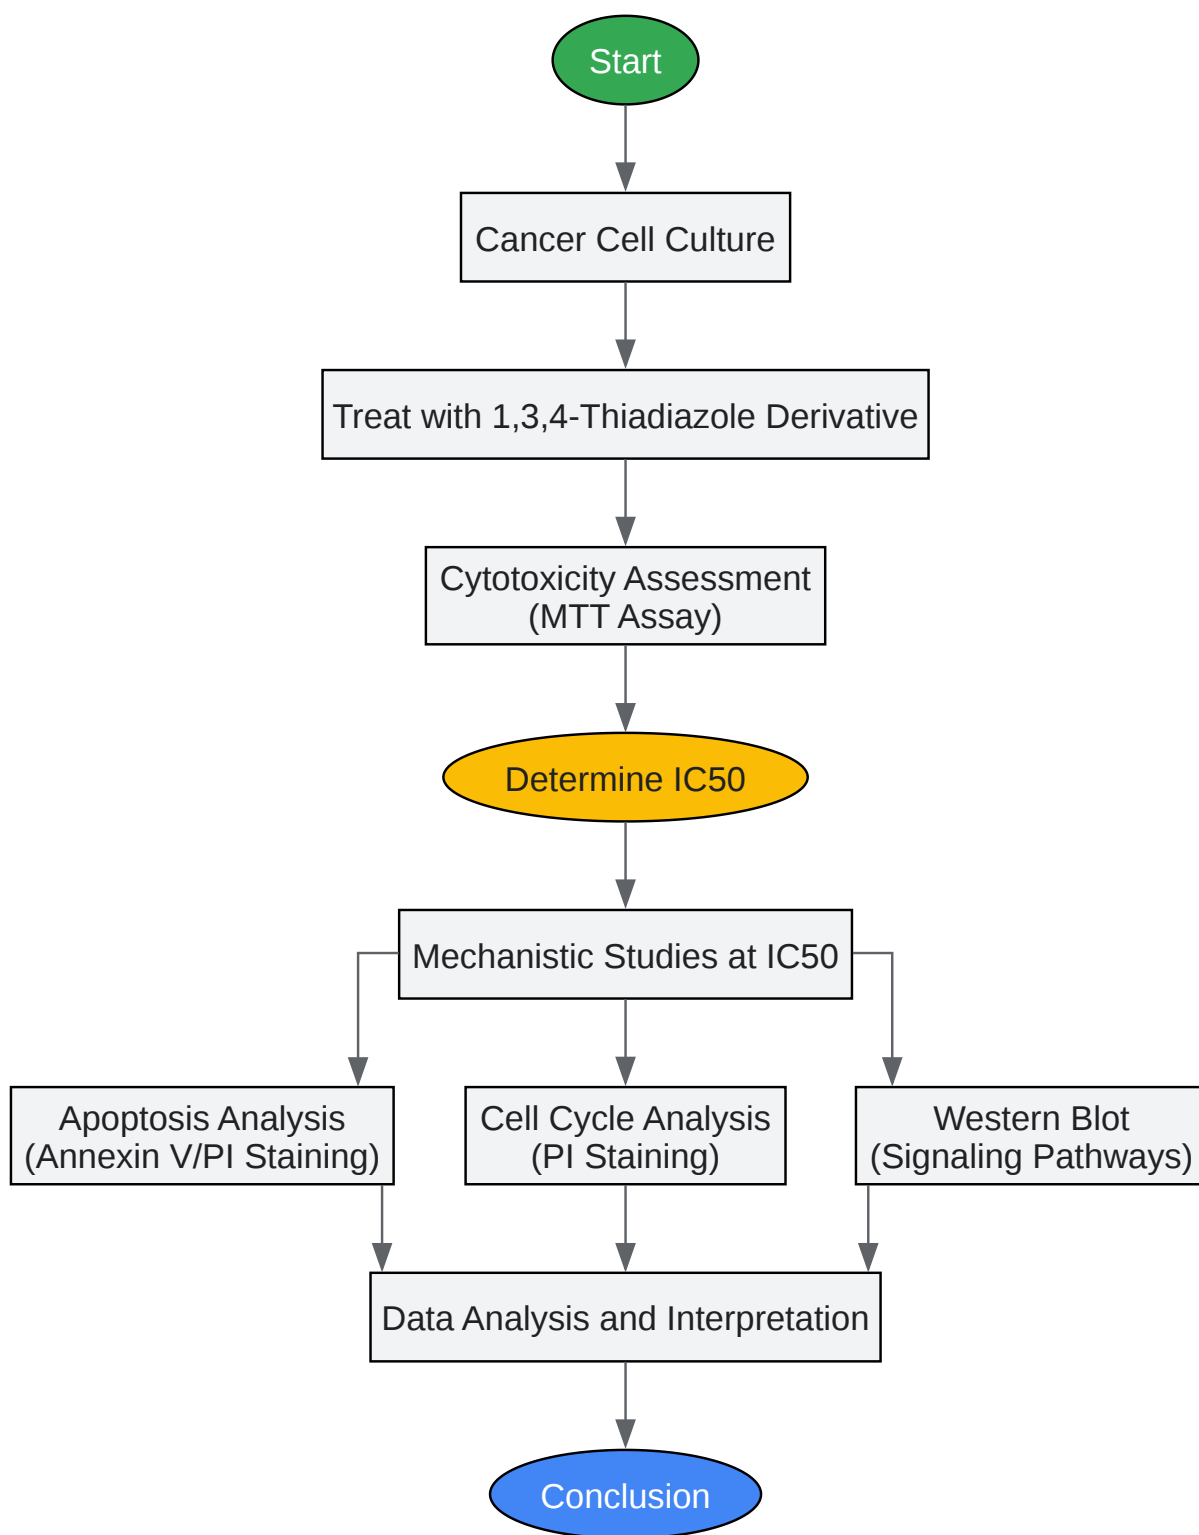 Start
Cancer Cell Culture
Treat with 1,3,4-Thiadiazole Derivative
Cytotoxicity Assessment
(MTT Assay)
Determine IC50
Mechanistic Studies at IC50
Apoptosis Analysis
(Annexin V/PI Staining)
Cell Cycle Analysis
(PI Staining)
Western Blot
(Signaling Pathways)
Data Analysis and Interpretation
Conclusion